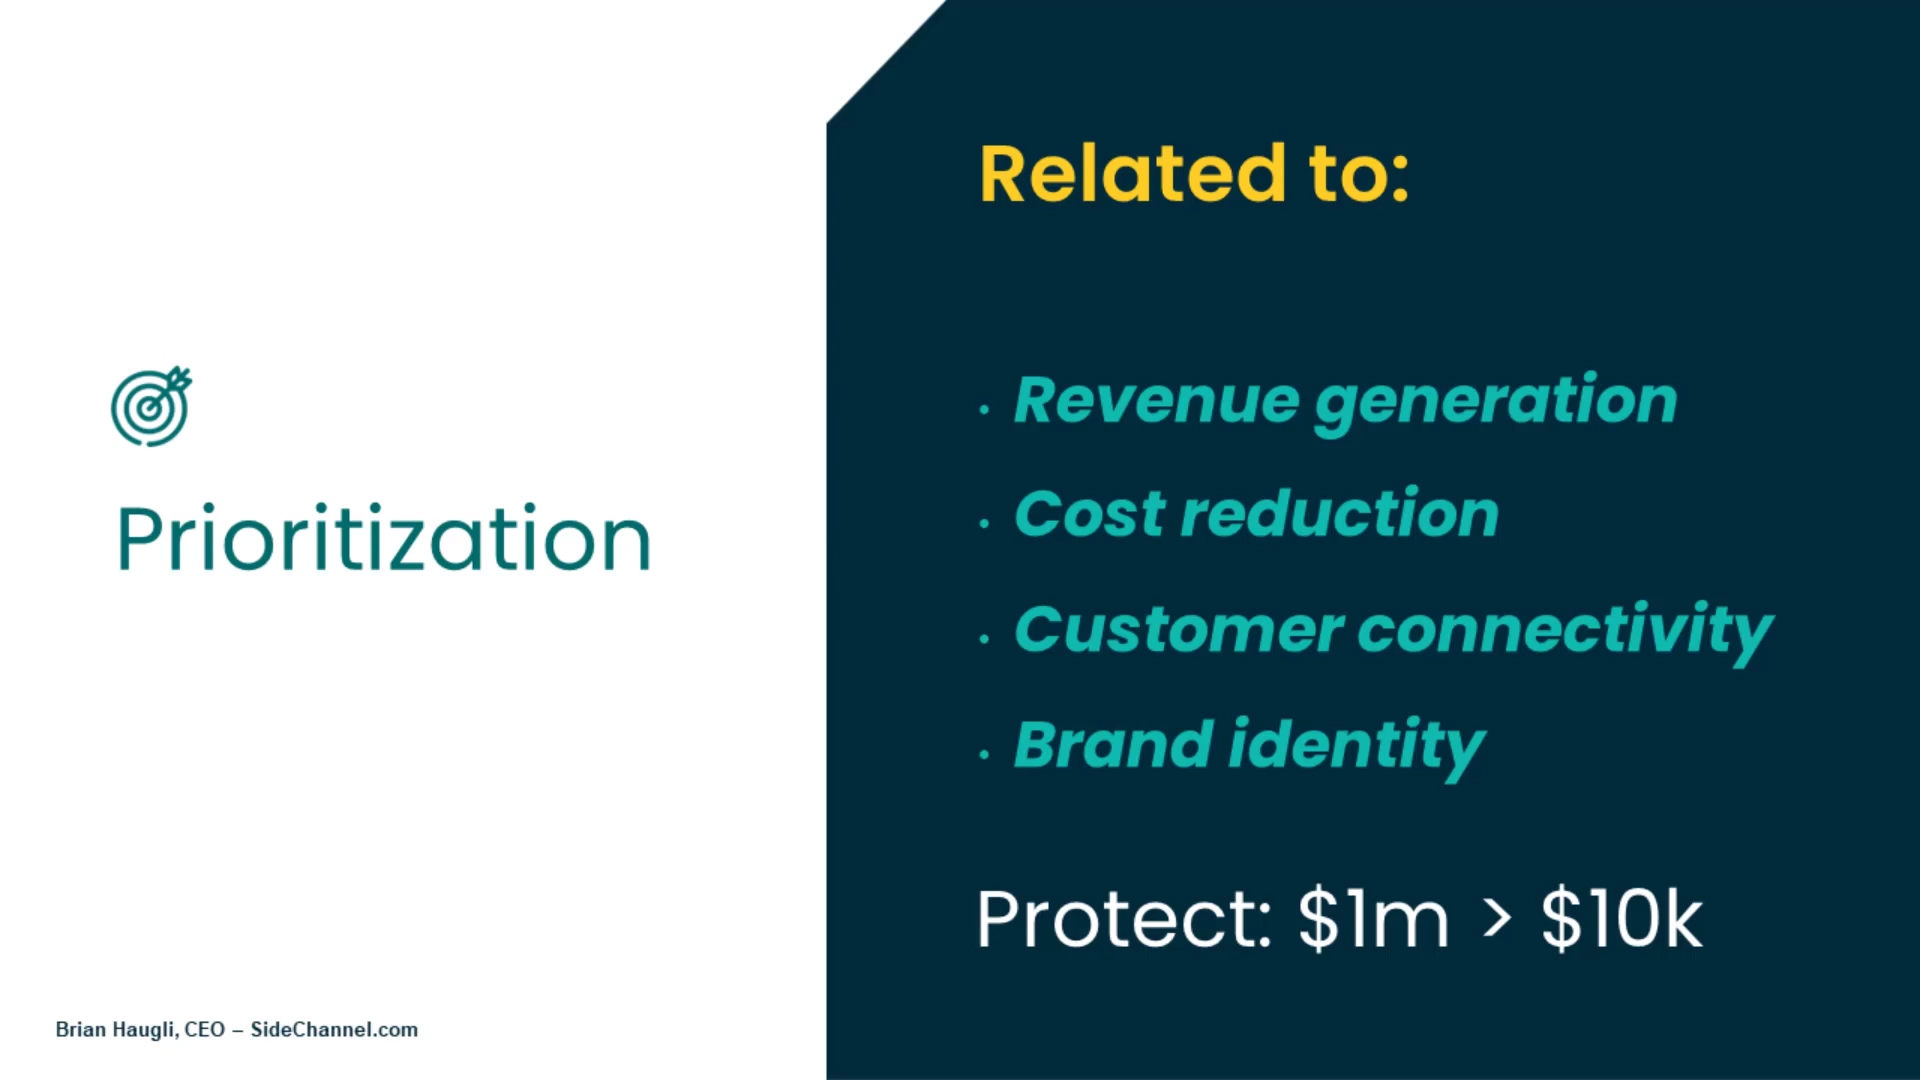 Prioritization
Brian Haugli, CEO – SideChannel.com
Related to:
• Revenue generation
• Cost reduction
• Customer connectivity
• Brand identity
Protect: $1m > $10k